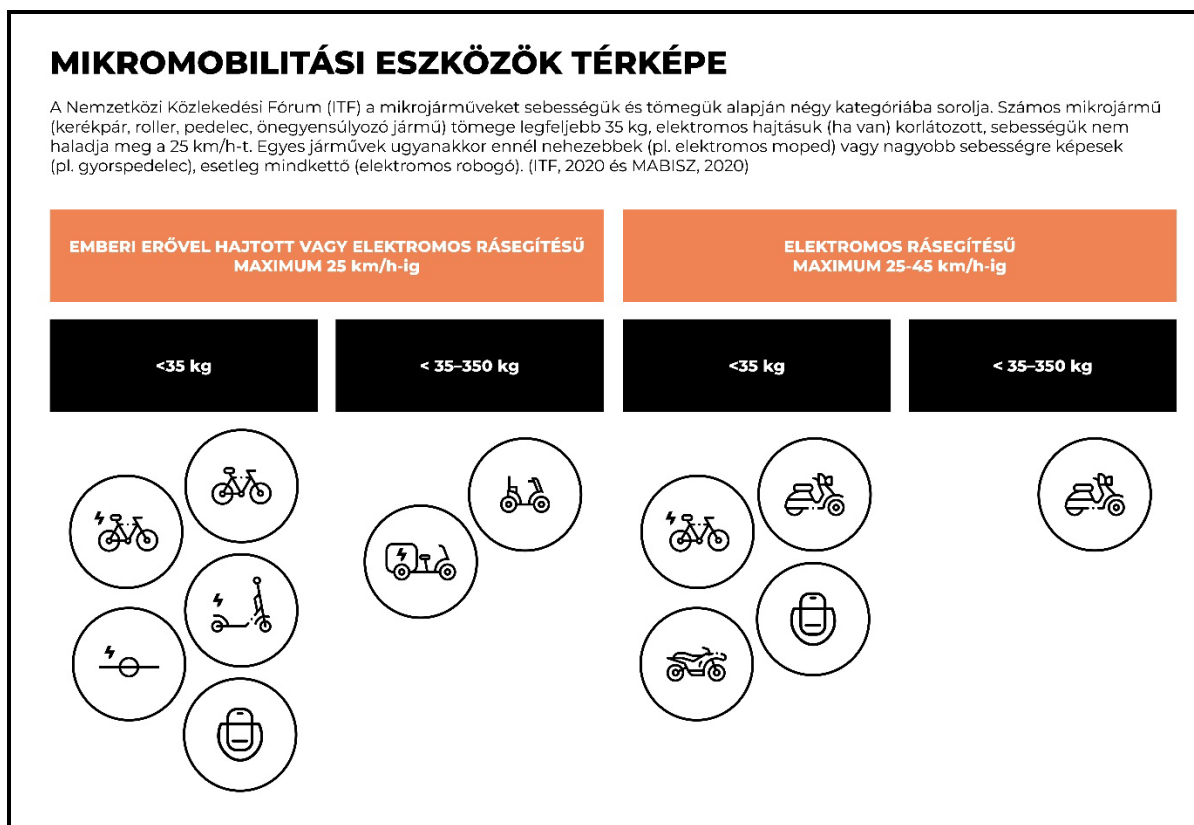 MIKROMOBILITÁSI ESZKÖZÖK TÉRKÉPE
A Nemzetközi Közlekedési Fórum (ITF) a mikrojárműveket sebességük és tömegük alapján négy kategóriába sorolja. Számos mikrojármű
(kerékpár, roller, pedelec, önegyensúlyozó jármű) tömege legfeljebb 35 kg, elektromos hajtásuk (ha van) korlátozott, sebességük nem
haladja meg a 25 km/h-t. Egyes járművek ugyanakkor ennél nehezebbek (pl. elektromos moped) vagy nagyobb sebességre képesek
(pl. gyorspedelec), esetleg mindkettő (elektromos robogó). (ITF, 2020 és MABISZ, 2020)
EMBERI ERŐVEL HAJTOTT VAGY ELEKTROMOS RÁSEGÍTÉSŰ
MAXIMUM 25 km/h-ig
ELEKTROMOS RÁSEGÍTÉSŰ
MAXIMUM 25-45 km/h-ig
<35 kg
< 35–350 kg
<35 kg
< 35–350 kg